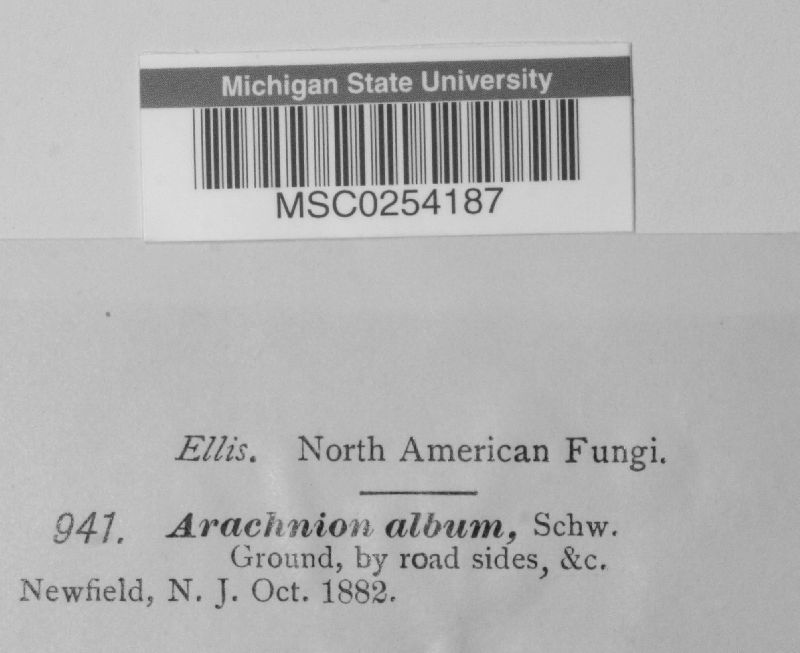 Michigan State University
MSC0254187
Ellis. North American Fungi.
941. Arachnion album, Schw.
Ground, by road sides, &c.
Newfield, N. J. Oct. 1882.